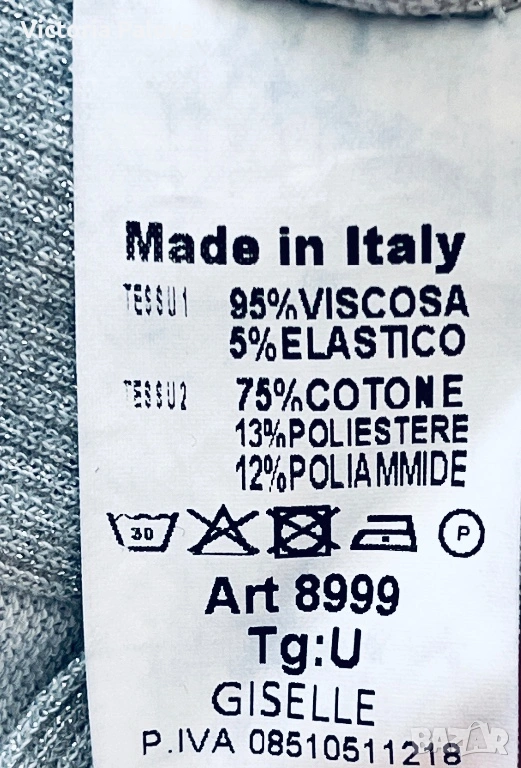 Made in Italy
TESSU1 95%VISCOSA
5%ELASTICO
TESSU2 75%COTONE
13%POLIESTERE
12%POLIAMMIDE
30 P
Art 8999
Tg:U
GISELLE
P.IVA 08510511218
BAZAR